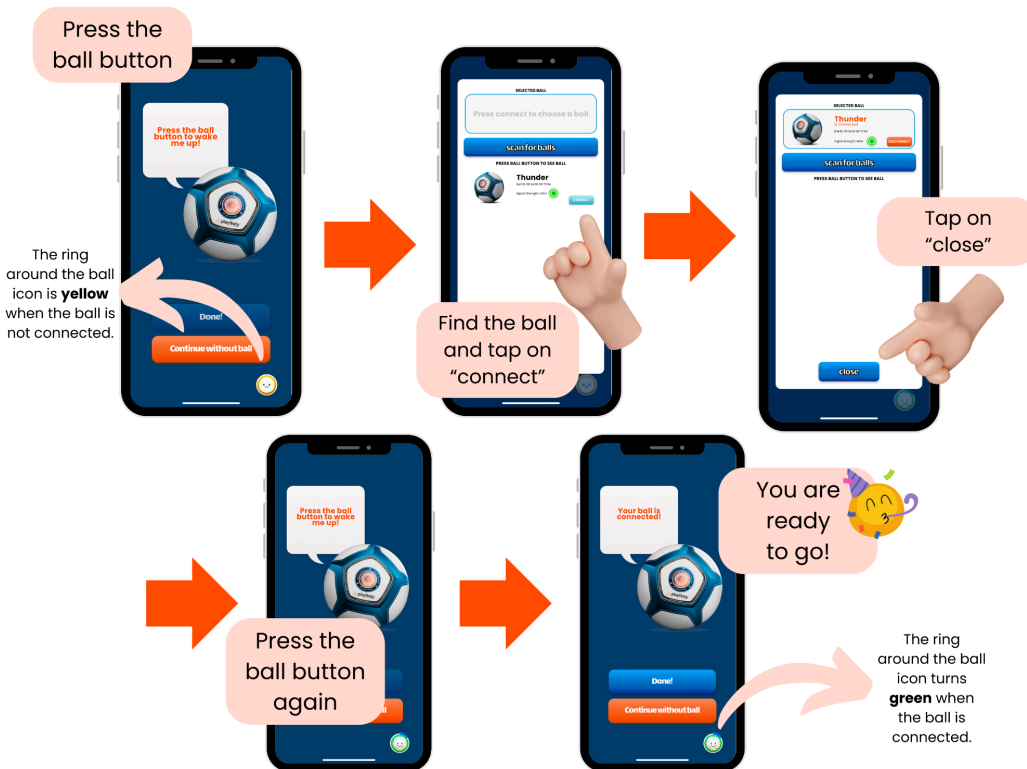 Press the
ball button
Press the ball
button to wake
me up!
playfinity
The ring
around the ball
icon is yellow
when the ball is
not connected.
Done!
Continue without ball
SELECTED BALL
Press connect to choose a ball
scan for balls
PRESS BALL BUTTON TO SEE BALL
Thunder
CONNECT
Find the ball
and tap on
"connect"
SELECTED BALL
Thunder
DISCONNECT
scan for balls
PRESS BALL BUTTON TO SEE BALL
Tap on
"close"
close
Press the ball
button to wake
me up!
playfinity
Press the
ball button
again
Your ball is
connected!
playfinity
You are
ready
to go!
Done!
Continue without ball
The ring
around the ball
icon turns
green when
the ball is
connected.